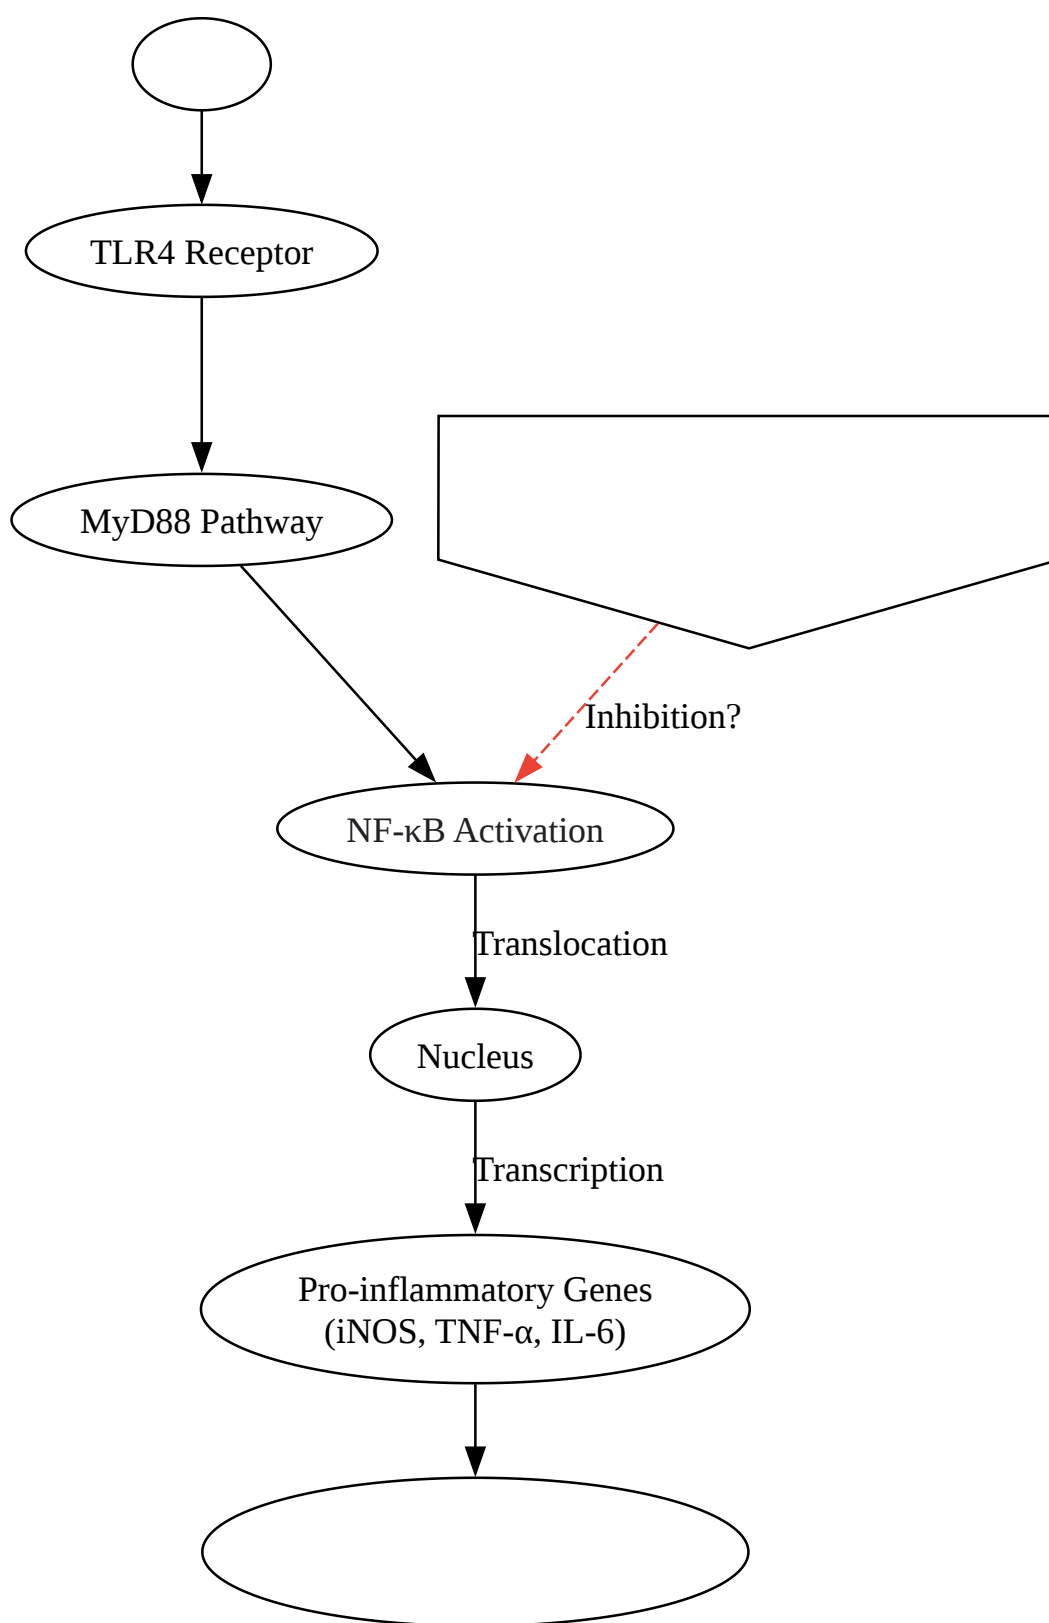 TLR4 Receptor
MyD88 Pathway
Inhibition?
NF-κB Activation
Translocation
Nucleus
Transcription
Pro-inflammatory Genes
(iNOS, TNF-α, IL-6)